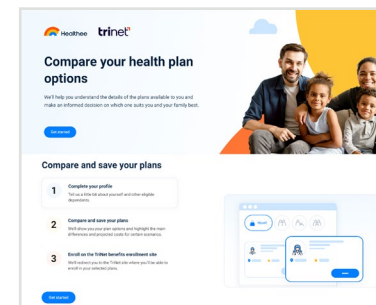 Healthee trinet
Compare your health plan
options
We'll help you understand the details of the plans available to you and
make an informed decision on which one suits you and your family best.
Get started
Compare and save your plans
1
Complete your profile
Tell us a little bit about yourself and other eligible
dependents.
2
Compare and save your plans
We'll show you your plan options and highlight the main
differences and projected costs for certain scenarios.
3
Enroll on the TriNet benefits enrollment site
We'll redirect you to the TriNet site where you'll be able to
enroll in your selected plans.
Get started